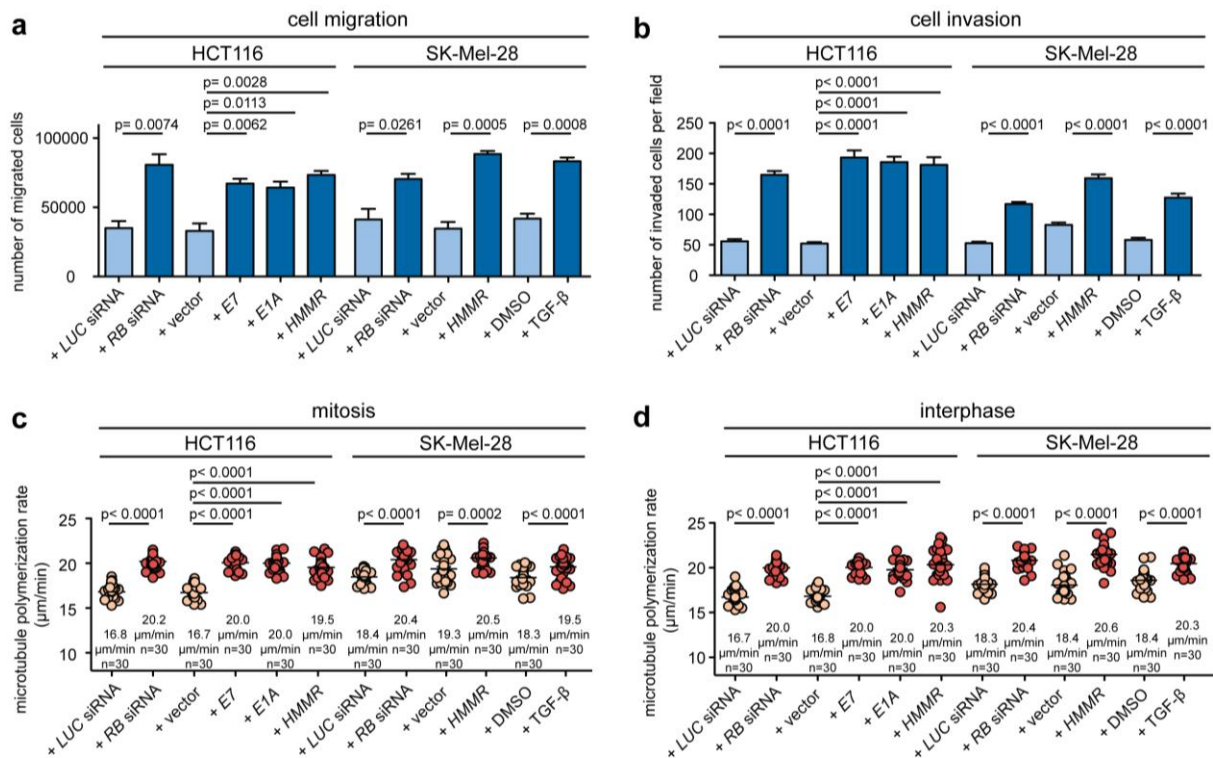 a
cell migration
HCT116
SK-Mel-28
p= 0.0028
p= 0.0113
p= 0.0074
p= 0.0062
p= 0.0261
p= 0.0005
p= 0.0008
number of migrated cells
100000
50000
0
+ LUC siRNA
+ RB siRNA
+ vector
+ E7
+ E1A
+ HMMR
+ LUC siRNA
+ RB siRNA
+ vector
+ HMMR
+ DMSO
+ TGF-β
b
cell invasion
HCT116
SK-Mel-28
p< 0.0001
p< 0.0001
p< 0.0001
p< 0.0001
p< 0.0001
p< 0.0001
p< 0.0001
number of invaded cells per field
250
200
150
100
50
0
+ LUC siRNA
+ RB siRNA
+ vector
+ E7
+ E1A
+ HMMR
+ LUC siRNA
+ RB siRNA
+ vector
+ HMMR
+ DMSO
+ TGF-β
c
mitosis
HCT116
SK-Mel-28
p< 0.0001
p< 0.0001
p< 0.0001
p< 0.0001
p< 0.0001
p= 0.0002
p< 0.0001
microtubule polymerization rate
(µm/min)
25
20
15
10
16.8
µm/min
n=30
20.2
µm/min
n=30
16.7
µm/min
n=30
20.0
µm/min
n=30
20.0
µm/min
n=30
19.5
µm/min
n=30
18.4
µm/min
n=30
20.4
µm/min
n=30
19.3
µm/min
n=30
20.5
µm/min
n=30
18.3
µm/min
n=30
19.5
µm/min
n=30
+ LUC siRNA
+ RB siRNA
+ vector
+ E7
+ E1A
+ HMMR
+ LUC siRNA
+ RB siRNA
+ vector
+ HMMR
+ DMSO
+ TGF-β
d
interphase
HCT116
SK-Mel-28
p< 0.0001
p< 0.0001
p< 0.0001
p< 0.0001
p< 0.0001
p< 0.0001
p< 0.0001
microtubule polymerization rate
(µm/min)
25
20
15
10
16.7
µm/min
n=30
20.0
µm/min
n=30
16.8
µm/min
n=30
20.0
µm/min
n=30
20.0
µm/min
n=30
20.3
µm/min
n=30
18.3
µm/min
n=30
20.4
µm/min
n=30
18.4
µm/min
n=30
20.6
µm/min
n=30
18.4
µm/min
n=30
20.3
µm/min
n=30
+ LUC siRNA
+ RB siRNA
+ vector
+ E7
+ E1A
+ HMMR
+ LUC siRNA
+ RB siRNA
+ vector
+ HMMR
+ DMSO
+ TGF-β